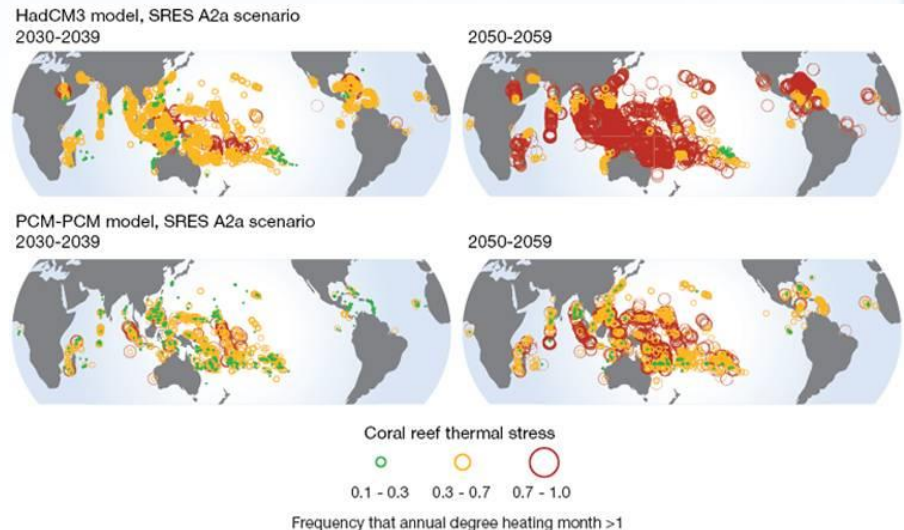 HadCM3 model, SRES A2a scenario
2030-2039
2050-2059
PCM-PCM model, SRES A2a scenario
2030-2039
2050-2059
Coral reef thermal stress
0.1 - 0.3
0.3 - 0.7
0.7 - 1.0
Frequency that annual degree heating month >1